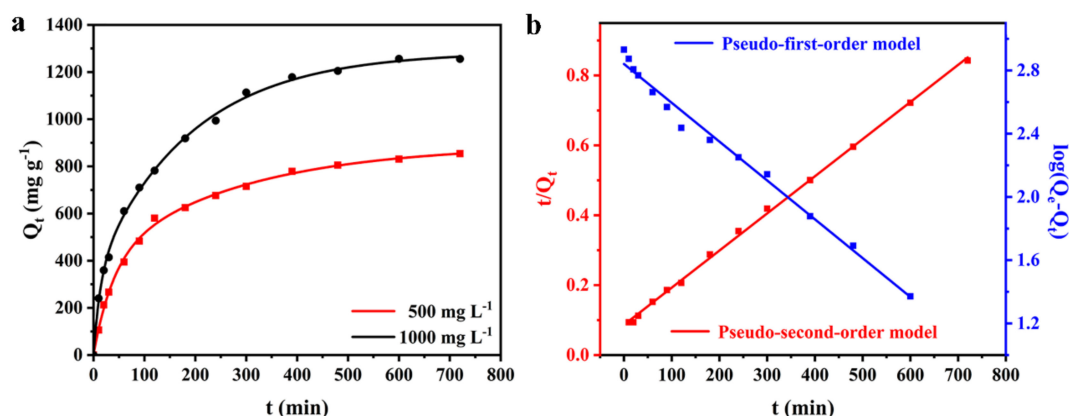 a
1400
1200
1000
800
600
400
200
0
Qt (mg g-1)
0 100 200 300 400 500 600 700 800
t (min)
500 mg L-1
1000 mg L-1
b
0.8
0.6
0.4
0.2
0.0
t/Qt
0 100 200 300 400 500 600 700 800
t (min)
Pseudo-first-order model
Pseudo-second-order model
2.8
2.4
2.0
1.6
1.2
log(Qe-Qt)